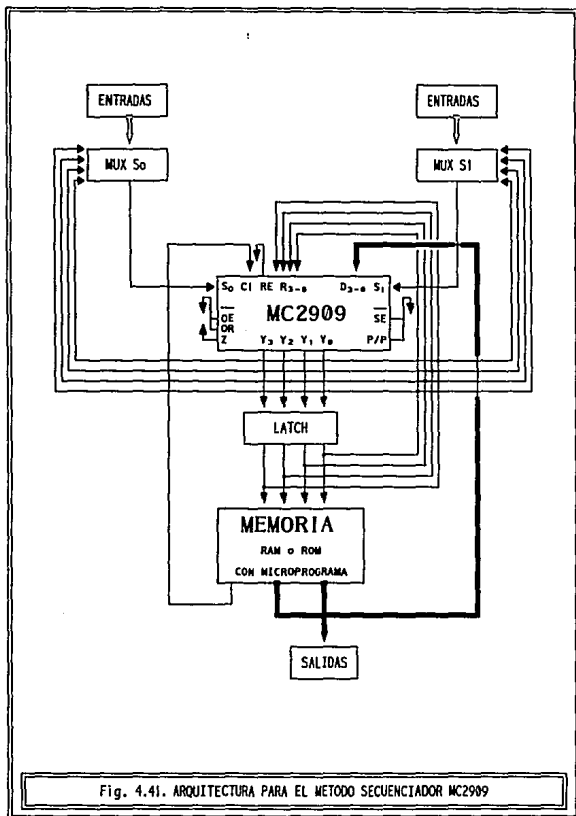 ENTRADAS
ENTRADAS
MUX So
MUX S1
S0 CI RE R3-0 D3-0 S1
MC2909
OE
SE
OR
Z Y3 Y2 Y1 Y0 P/P
LATCH
MEMORIA
RAM o ROM
CON MICROPROGRAMA
SALIDAS
Fig. 4.41. ARQUITECTURA PARA EL METODO SECUENCIADOR MC2909